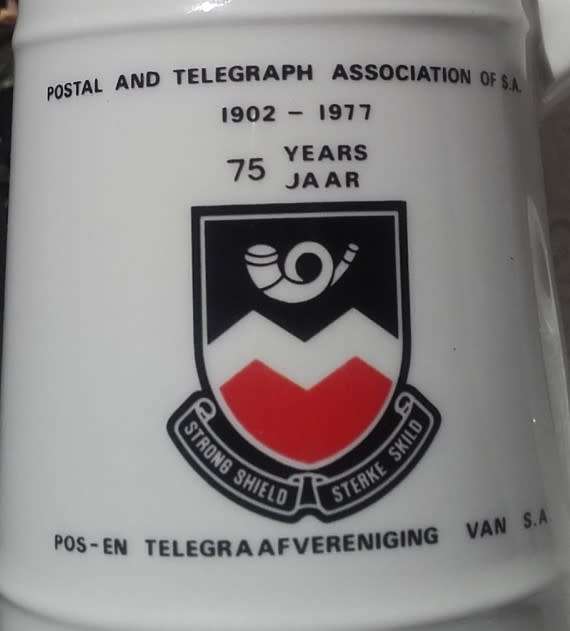 POSTAL AND TELEGRAPH ASSOCIATION OF S.A.
1902 - 1977
75 YEARS
JAAR
STRONG SHIELD STERKE SKILD
POS-EN TELEGRAAFVERENIGING VAN S.A